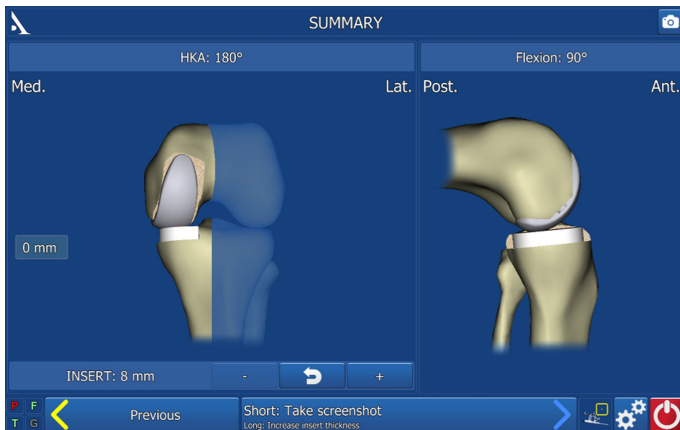 SUMMARY
HKA: 180°
Flexion: 90°
Med.
Lat.
Post.
Ant.
0 mm
INSERT: 8 mm
-
+
P F
T G
Previous
Short: Take screenshot
Long: Increase insert thickness